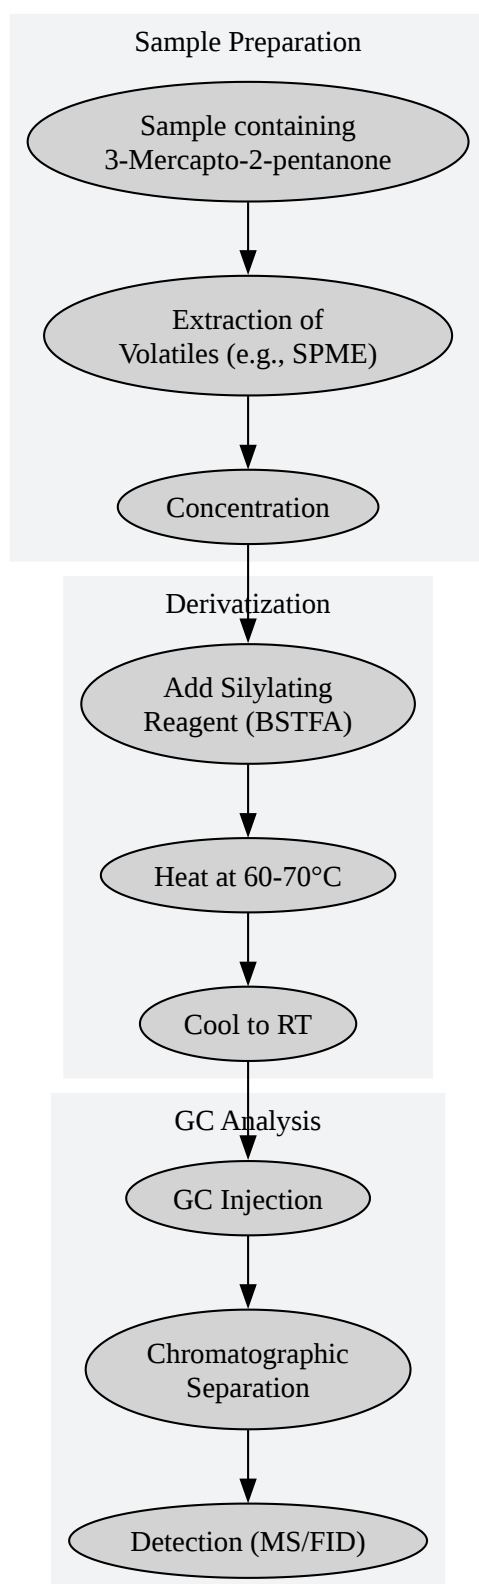 Sample Preparation
Sample containing
3-Mercapto-2-pentanone
Extraction of
Volatiles (e.g., SPME)
Concentration
Derivatization
Add Silylating
Reagent (BSTFA)
Heat at 60-70°C
Cool to RT
GC Analysis
GC Injection
Chromatographic
Separation
Detection (MS/FID)